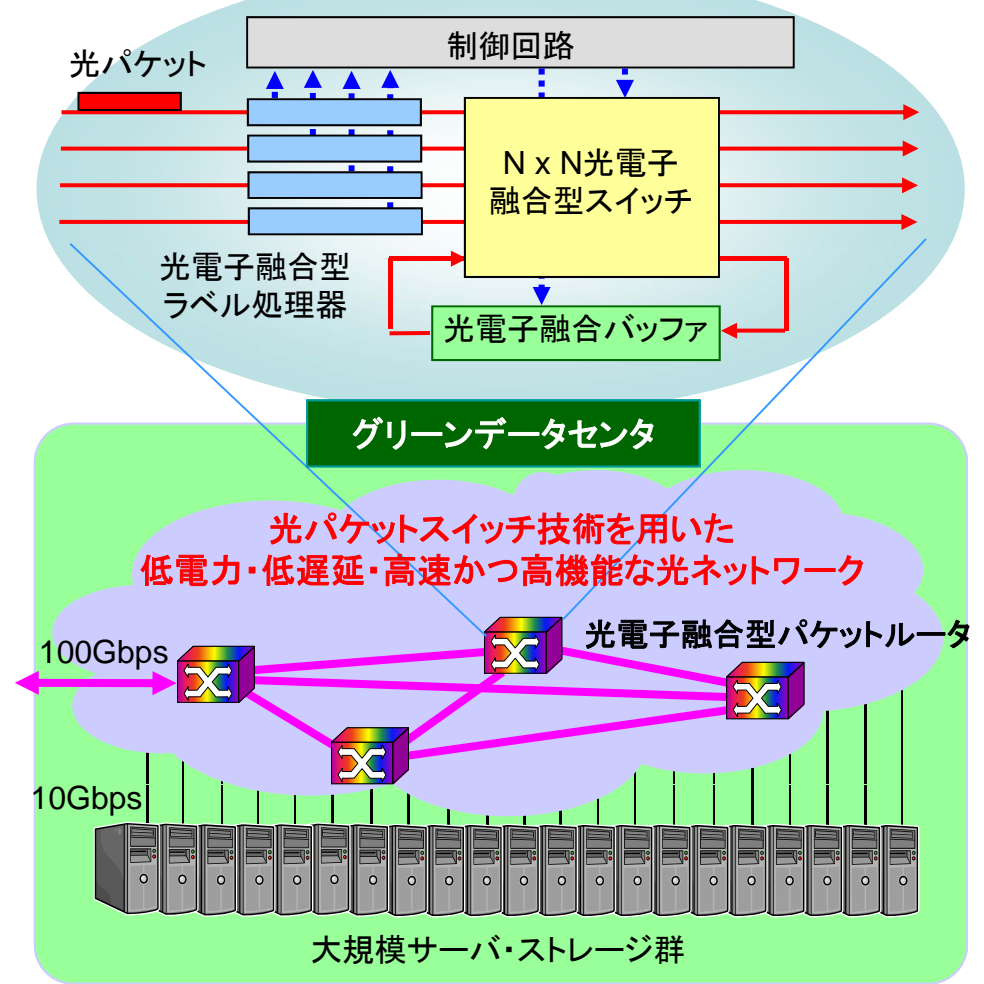 制御回路
光パケット
N x N光電子
融合型スイッチ
光電子融合型
ラベル処理器
光電子融合バッファ
グリーンデータセンタ
光パケットスイッチ技術を用いた
低電力・低遅延・高速かつ高機能な光ネットワーク
光電子融合型パケットルータ
100Gbps
10Gbps
大規模サーバ・ストレージ群